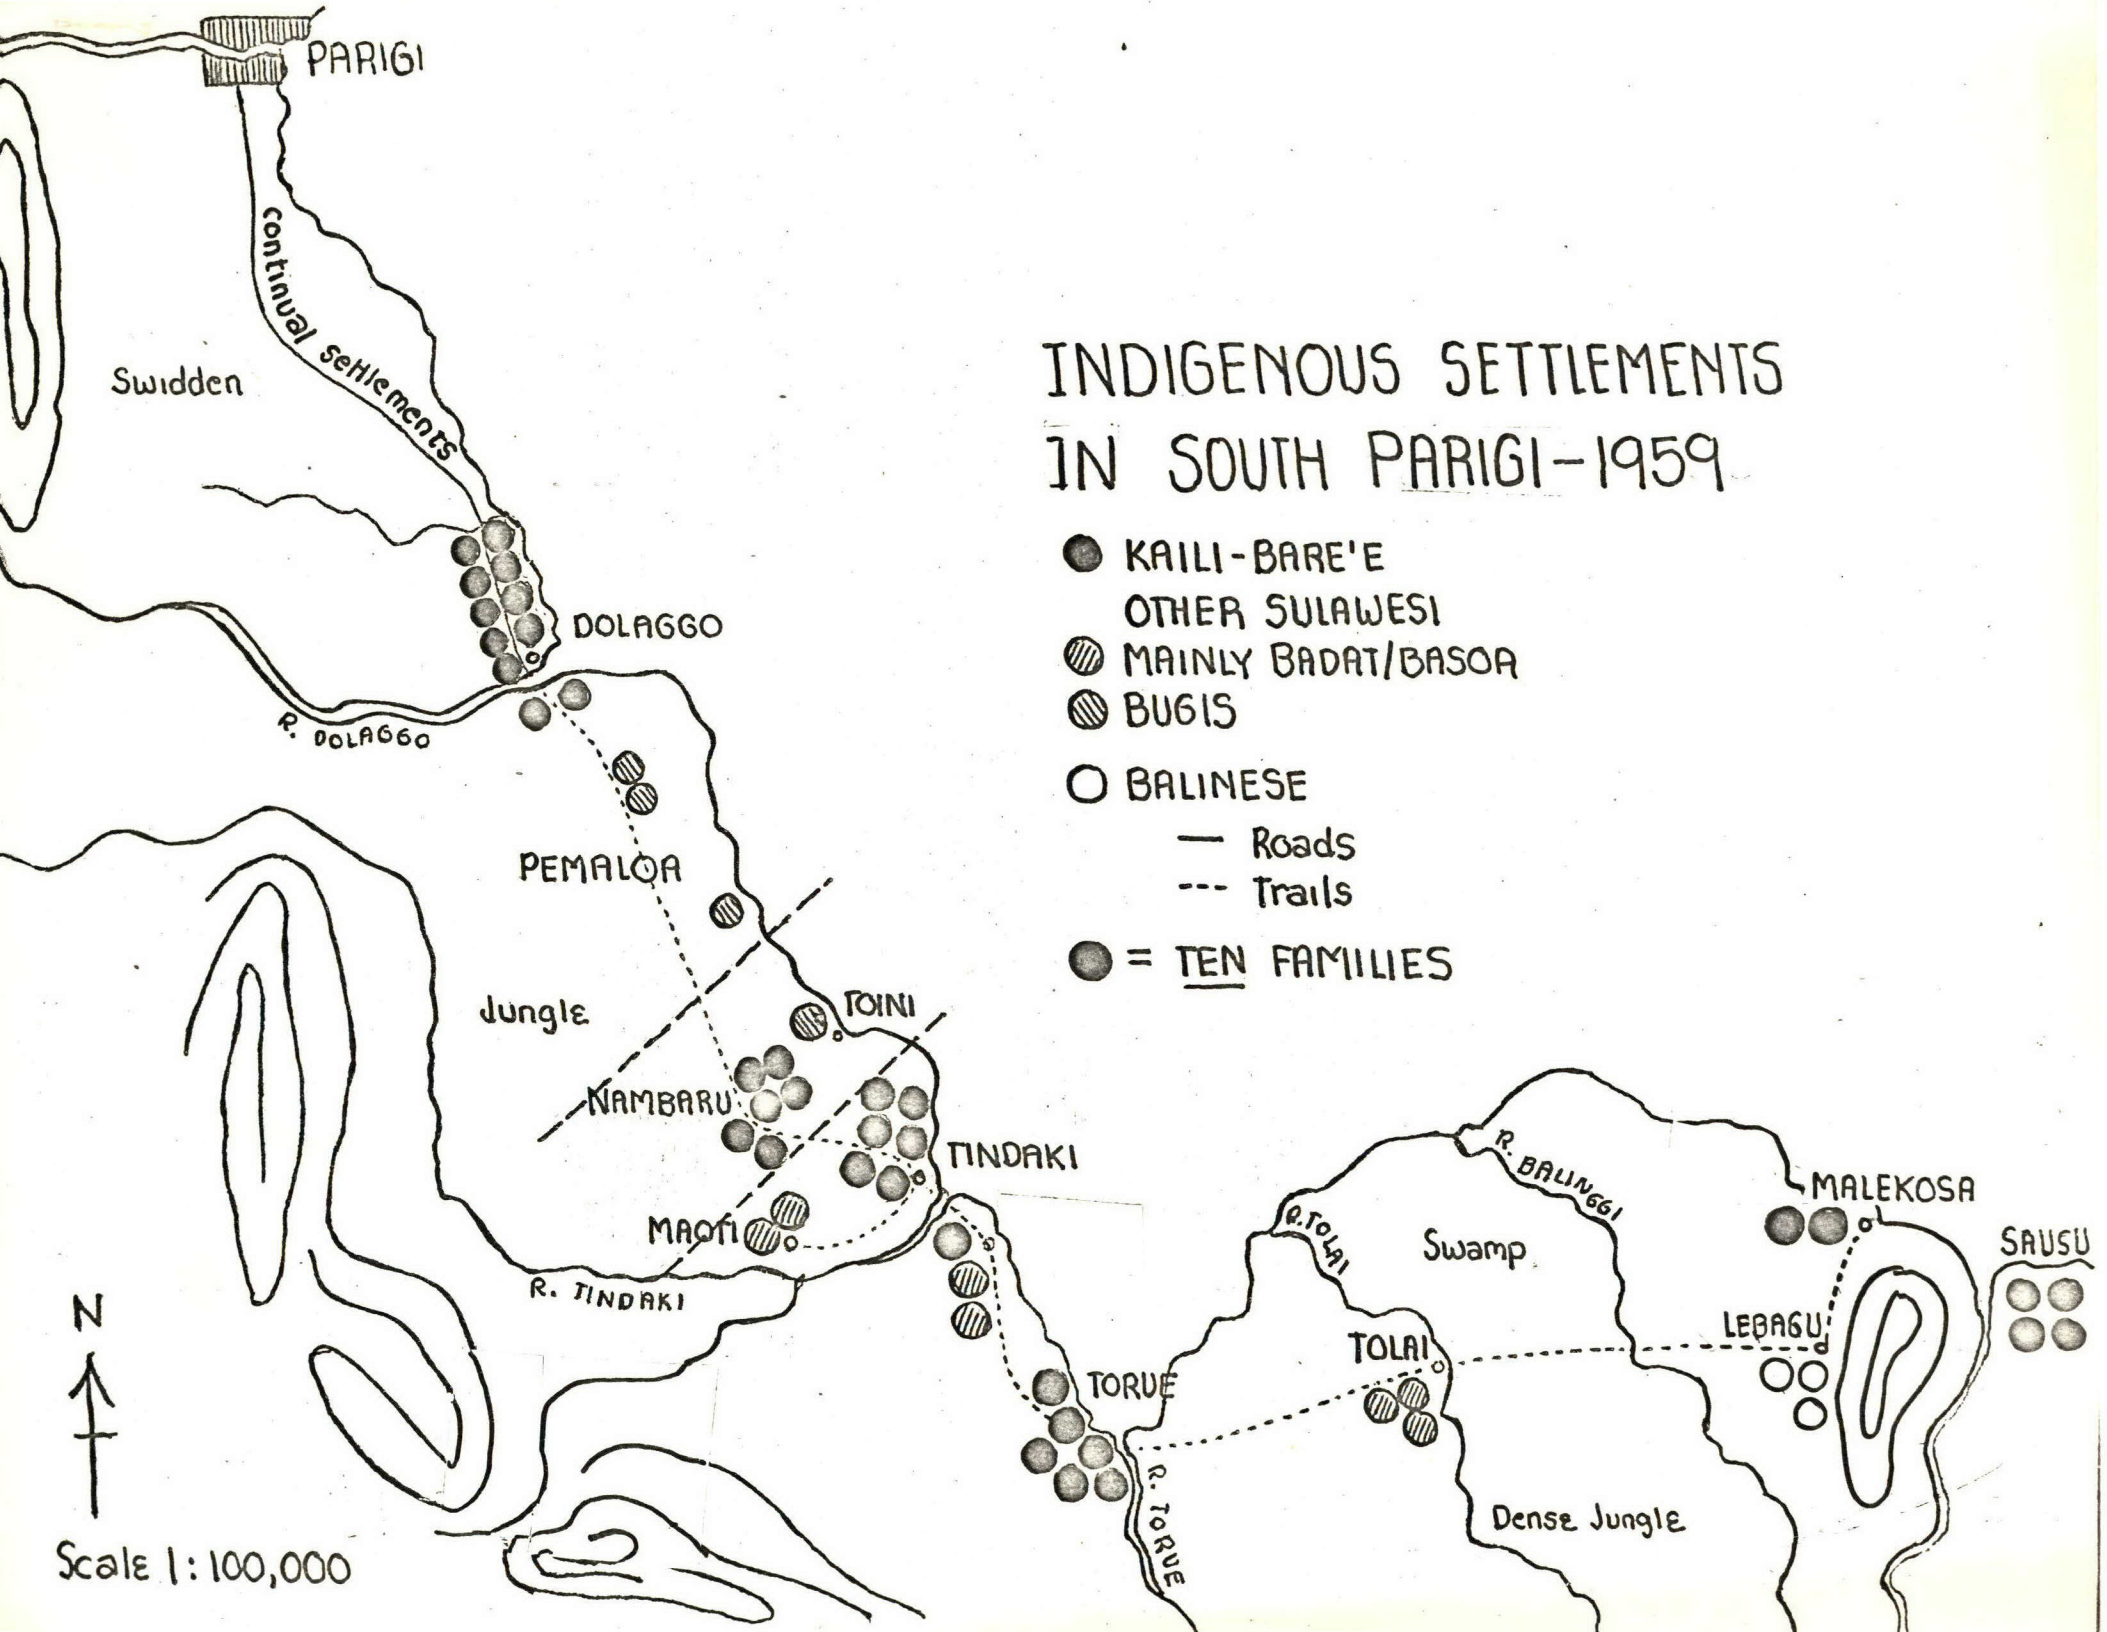 PARIGI
continual settlements
Swidden
INDIGENOUS SETTLEMENTS
IN SOUTH PARIGI-1959
KAILI-BARE'E
OTHER SULAWESI
MAINLY BADAT/BASOA
BUGIS
DOLAGGO
R. DOLAGGO
BALINESE
— Roads
--- Trails
PEMALOA
= TEN FAMILIES
Jungle
TOINI
NAMBARU
TINDAKI
R. BALINGGI
MALEKOSA
MAOTI
R. TOLAI
Swamp
SAUSU
R. TINDAKI
N
LEBAGU
TOLAI
TORUE
R. TORUE
Dense Jungle
Scale 1:100,000